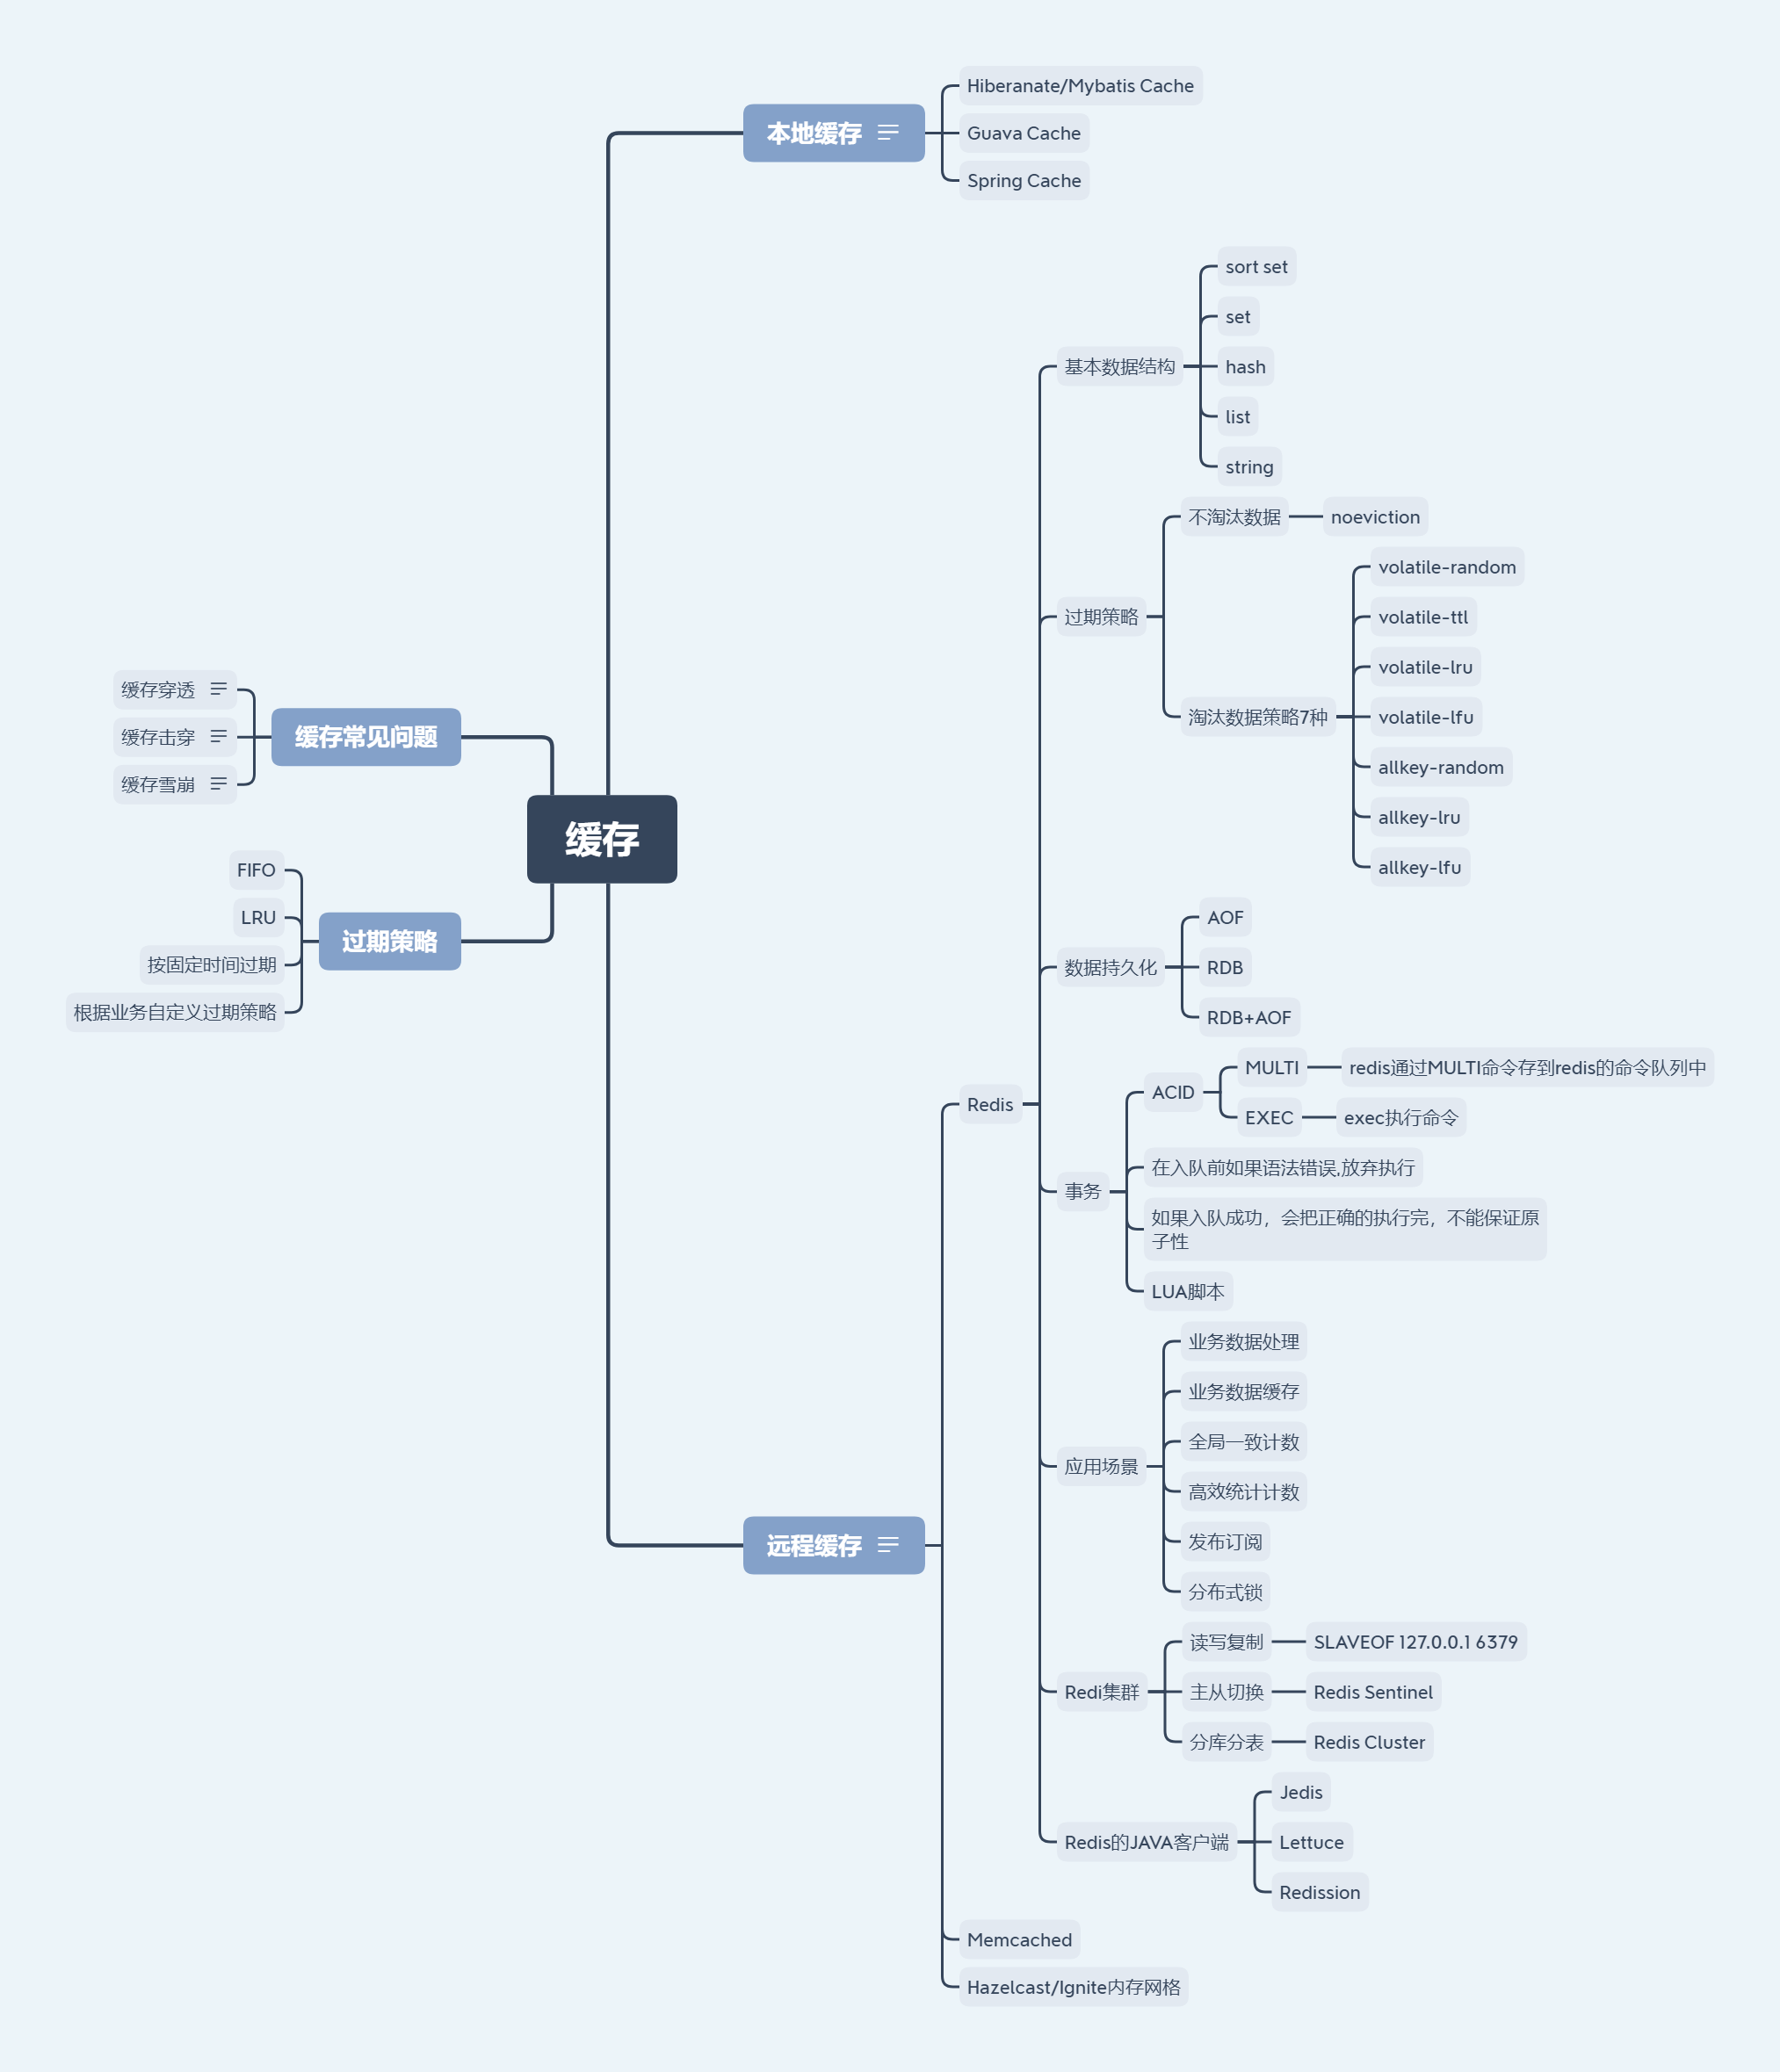 缓存
本地缓存
Hiberanate/Mybatis Cache
Guava Cache
Spring Cache
远程缓存
Redis
基本数据结构
sort set
set
hash
list
string
过期策略
不淘汰数据
noeviction
淘汰数据策略7种
volatile-random
volatile-ttl
volatile-lru
volatile-lfu
allkey-random
allkey-lru
allkey-lfu
数据持久化
AOF
RDB
RDB+AOF
事务
ACID
MULTI
redis通过MULTI命令存到redis的命令队列中
EXEC
exec执行命令
在入队前如果语法错误,放弃执行
如果入队成功，会把正确的执行完，不能保证原
子性
LUA脚本
应用场景
业务数据处理
业务数据缓存
全局一致计数
高效统计计数
发布订阅
分布式锁
Redi集群
读写复制
SLAVEOF 127.0.0.1 6379
主从切换
Redis Sentinel
分库分表
Redis Cluster
Redis的JAVA客户端
Jedis
Lettuce
Redission
Memcached
Hazelcast/Ignite内存网格
缓存常见问题
缓存穿透
缓存击穿
缓存雪崩
过期策略
FIFO
LRU
按固定时间过期
根据业务自定义过期策略